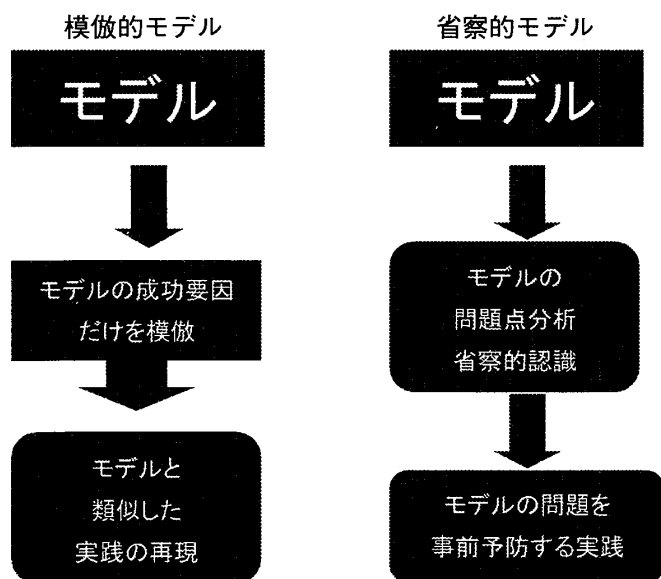 模倣的モデル
モデル
モデルの成功要因
だけを模倣
モデルと
類似した
実践の再現
省察的モデル
モデル
モデルの
問題点分析
省察的認識
モデルの問題を
事前予防する実践